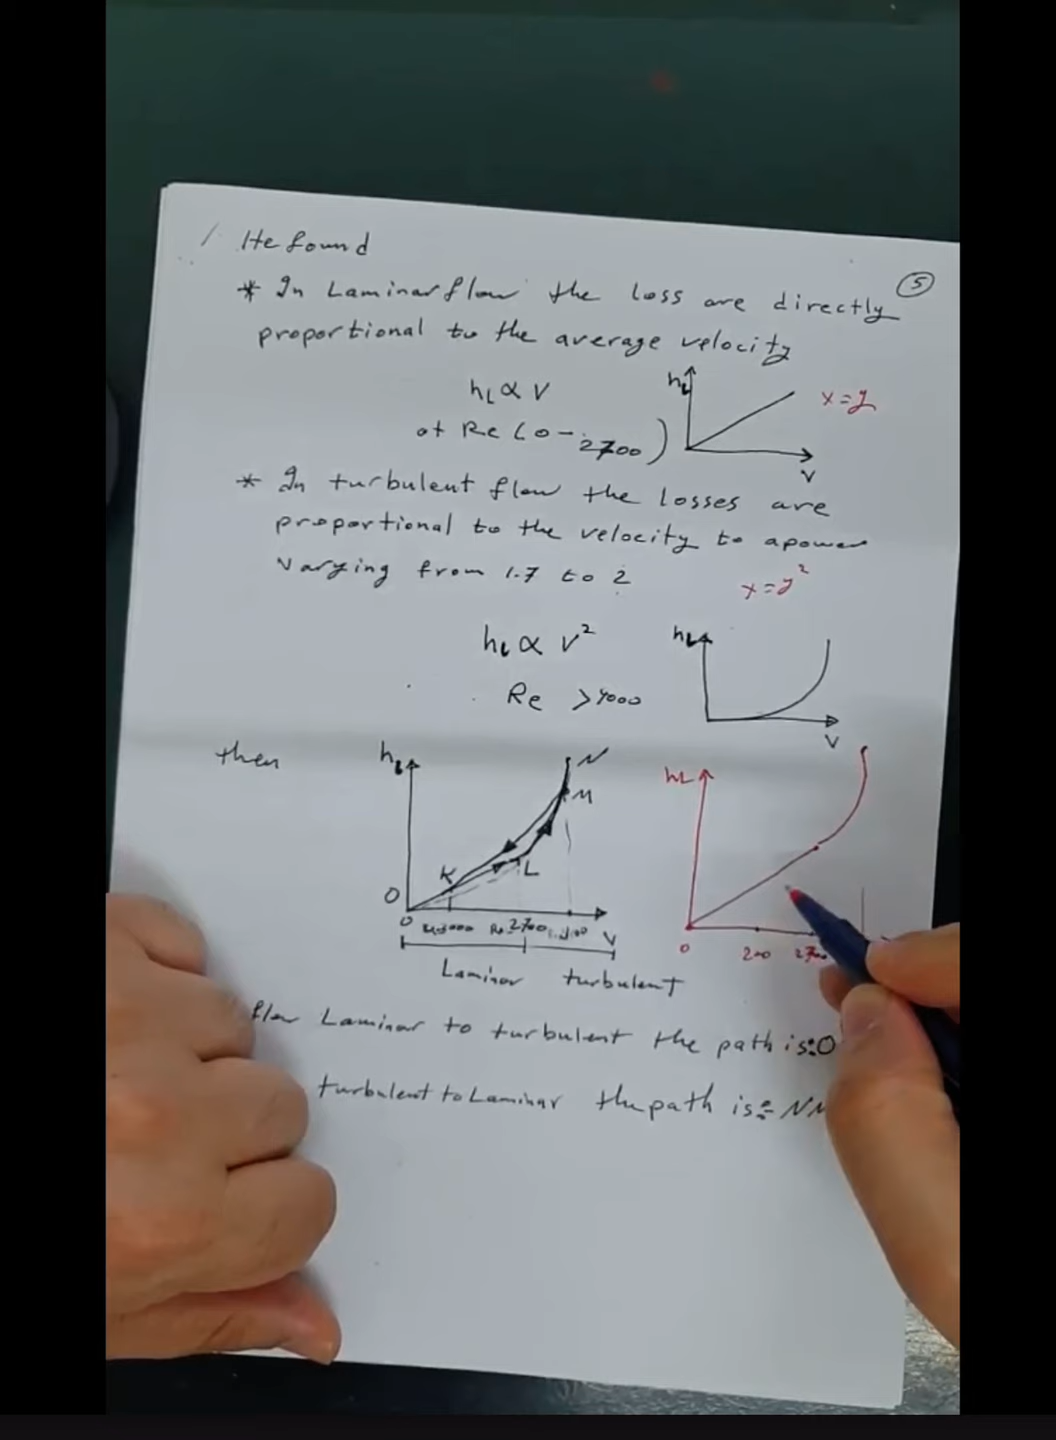 He found
5
* In Laminar flow the loss are directly
proportional to the average velocity
hL ∝ V
at Re (0 - 2700)
hL
V
x = y
* In turbulent flow the losses are
proportional to the velocity to a power
varying from 1.7 to 2
x = y²
hL ∝ V²
Re > 4000
hL
V
then
hL
N
M
K
L
O
0
2700
V
Laminar turbulent
hL
0
flow Laminar to turbulent the path is: O
turbulent to Laminar the path is:- NM